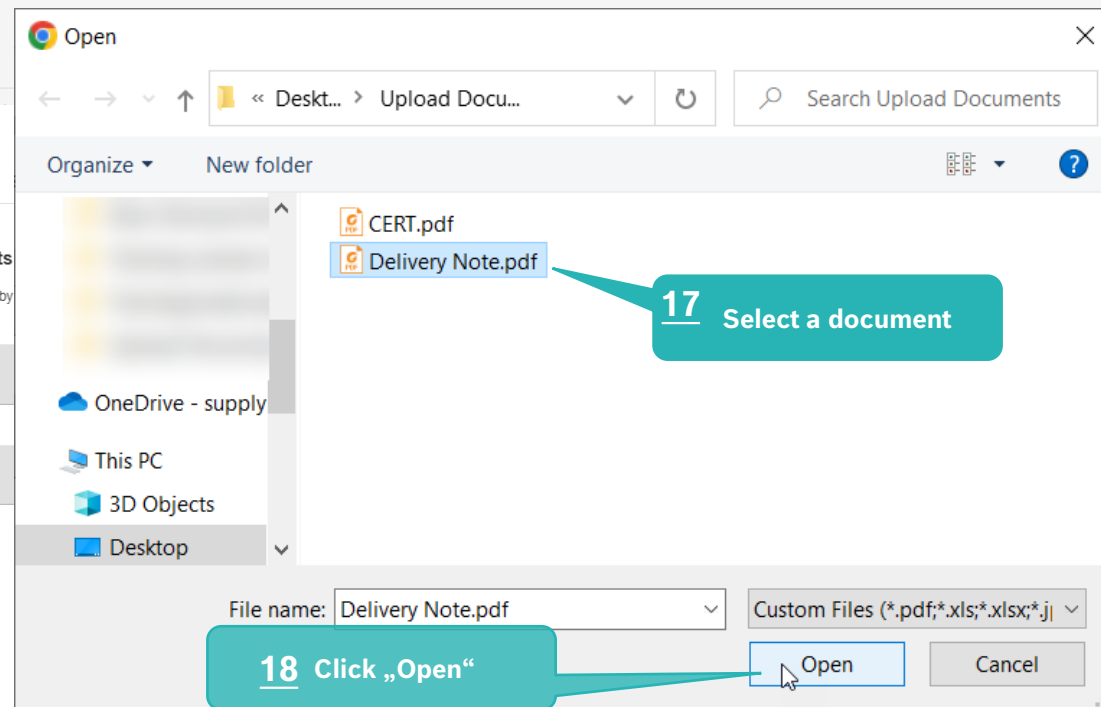 Open
« Deskt... > Upload Docu...
Search Upload Documents
Organize
New folder
?
ts
by
CERT.pdf
Delivery Note.pdf
17 Select a document
OneDrive - supply
This PC
3D Objects
Desktop
File name: Delivery Note.pdf
Custom Files (*.pdf;*.xls;*.xlsx;*.j
18 Click „Open“
Open
Cancel